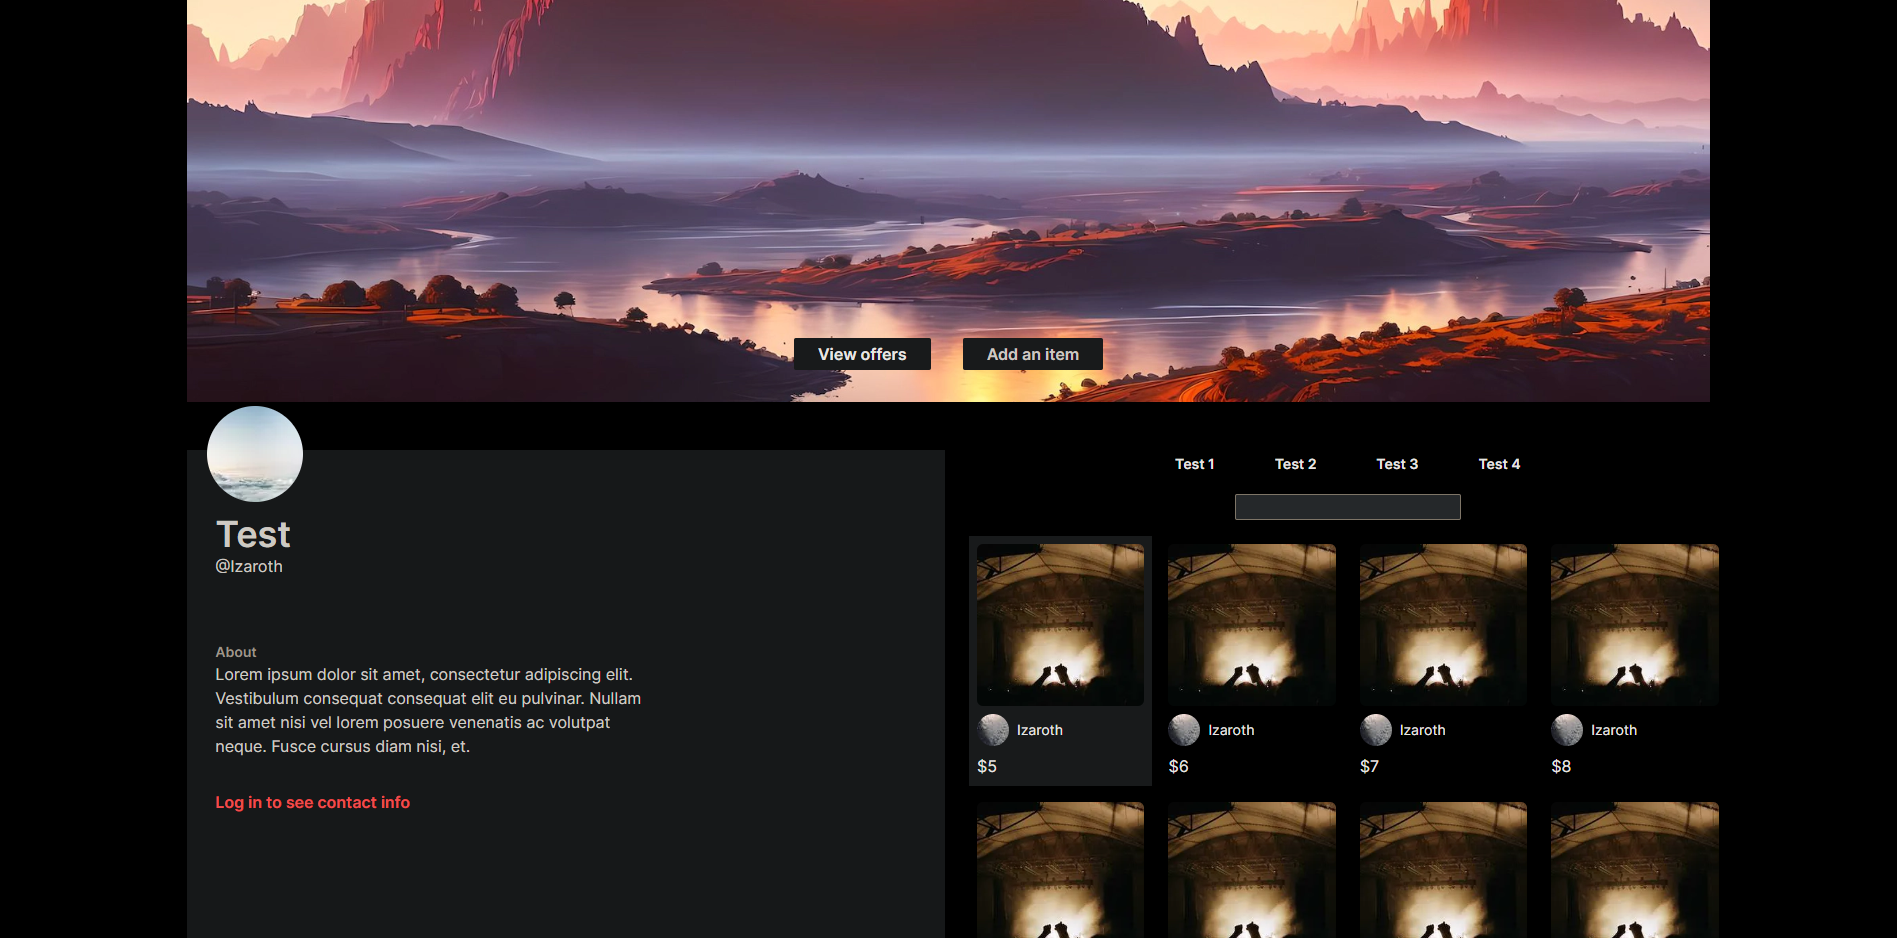 View offers
Add an item
Test
@Izaroth
About
Lorem ipsum dolor sit amet, consectetur adipiscing elit.
Vestibulum consequat consequat elit eu pulvinar. Nullam
sit amet nisi vel lorem posuere venenatis ac volutpat
neque. Fusce cursus diam nisi, et.
Log in to see contact info
Test 1
Test 2
Test 3
Test 4
Izaroth
$5
Izaroth
$6
Izaroth
$7
Izaroth
$8